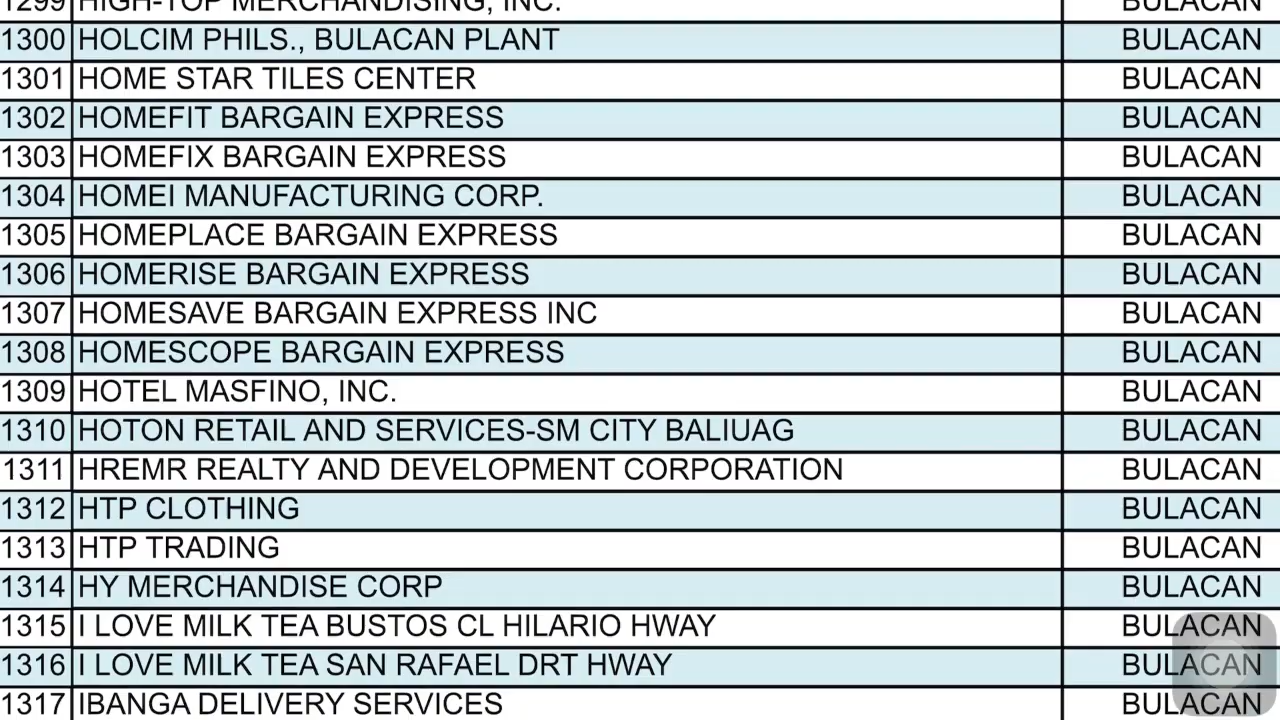 1299 HIGH-TOP MERCHANDISING, INC. BULACAN
1300 HOLCIM PHILS., BULACAN PLANT BULACAN
1301 HOME STAR TILES CENTER BULACAN
1302 HOMEFIT BARGAIN EXPRESS BULACAN
1303 HOMEFIX BARGAIN EXPRESS BULACAN
1304 HOMEI MANUFACTURING CORP. BULACAN
1305 HOMEPLACE BARGAIN EXPRESS BULACAN
1306 HOMERISE BARGAIN EXPRESS BULACAN
1307 HOMESAVE BARGAIN EXPRESS INC BULACAN
1308 HOMESCOPE BARGAIN EXPRESS BULACAN
1309 HOTEL MASFINO, INC. BULACAN
1310 HOTON RETAIL AND SERVICES-SM CITY BALIUAG BULACAN
1311 HREMR REALTY AND DEVELOPMENT CORPORATION BULACAN
1312 HTP CLOTHING BULACAN
1313 HTP TRADING BULACAN
1314 HY MERCHANDISE CORP BULACAN
1315 I LOVE MILK TEA BUSTOS CL HILARIO HWAY BULACAN
1316 I LOVE MILK TEA SAN RAFAEL DRT HWAY BULACAN
1317 IBANGA DELIVERY SERVICES BULACAN